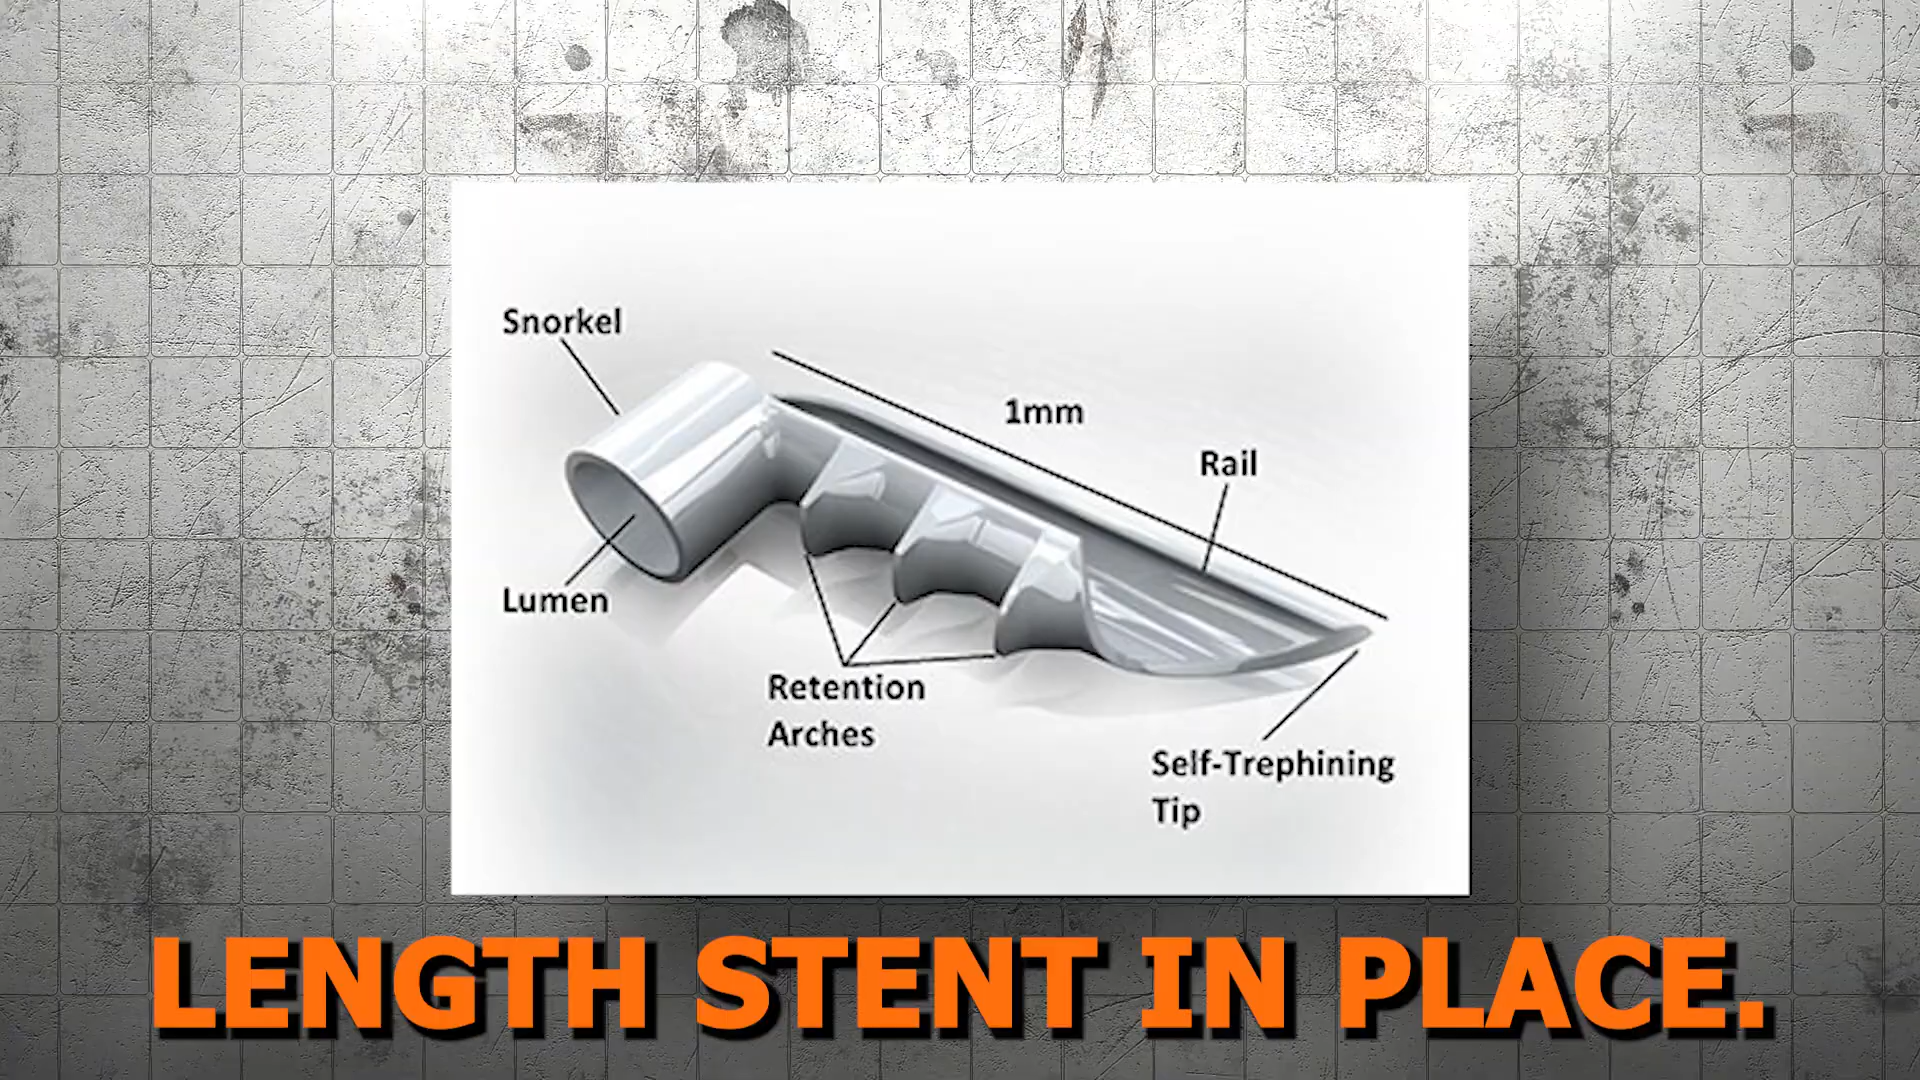 Snorkel
1mm
Rail
Lumen
Retention
Arches
Self-Trephining
Tip
LENGTH STENT IN PLACE.